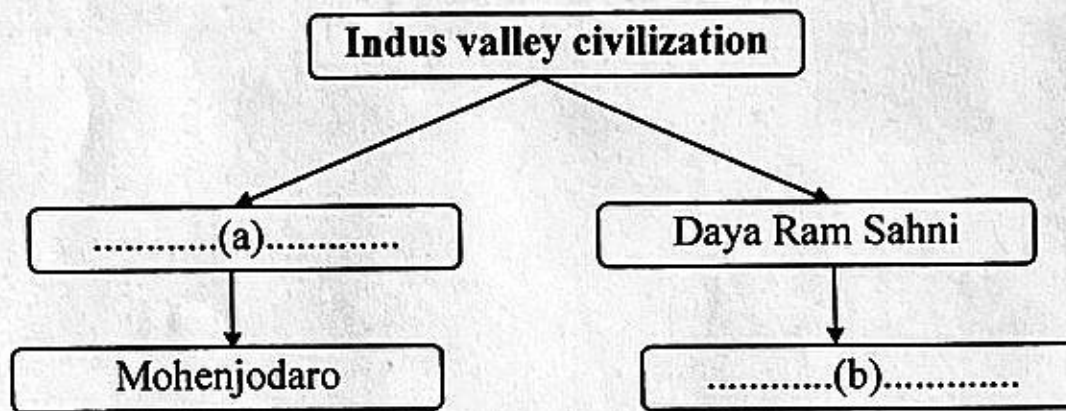 Indus valley civilization
............(a).............
Daya Ram Sahni
Mohenjodaro
............(b).............